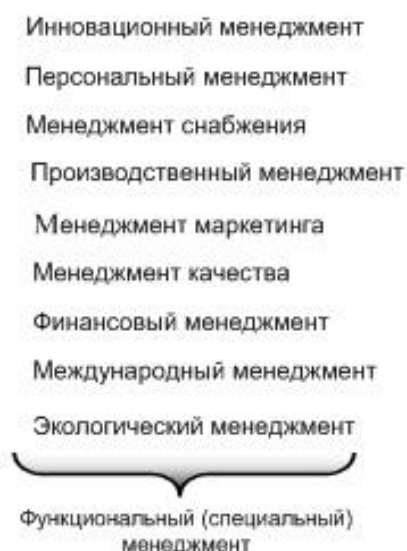 Инновационный менеджмент
Персональный менеджмент
Менеджмент снабжения
Производственный менеджмент
Менеджмент маркетинга
Менеджмент качества
Финансовый менеджмент
Международный менеджмент
Экологический менеджмент
Функциональный (специальный)
менеджмент